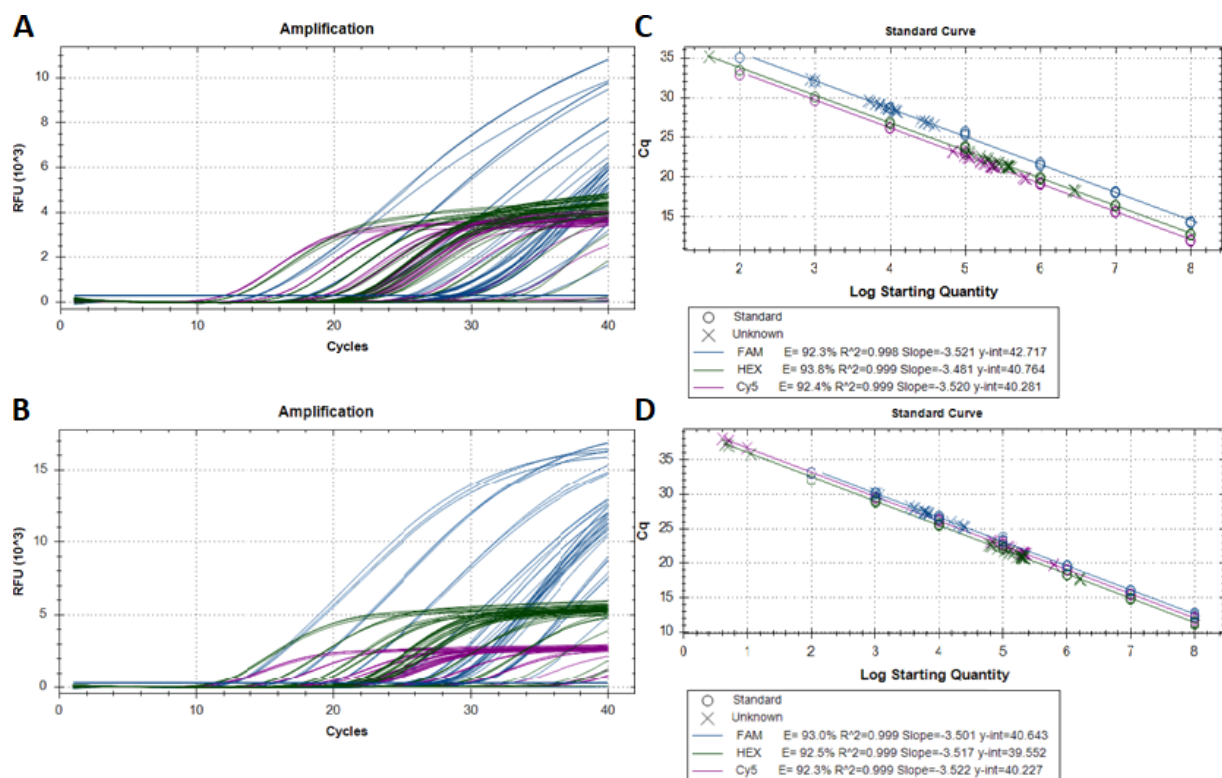 A
Amplification
10
8
6
4
2
0
RFU (10^3)
0 10 20 30 40
Cycles
B
Amplification
15
10
5
0
RFU (10^3)
0 10 20 30 40
Cycles
C
Standard Curve
35
30
25
20
15
Cq
2 3 4 5 6 7 8
Log Starting Quantity
Standard
Unknown
FAM E= 92.3% R^2=0.998 Slope=-3.521 y-int=42.717
HEX E= 93.8% R^2=0.999 Slope=-3.481 y-int=40.764
Cy5 E= 92.4% R^2=0.999 Slope=-3.520 y-int=40.281
D
Standard Curve
35
30
25
20
15
10
Cq
0 1 2 3 4 5 6 7 8
Log Starting Quantity
Standard
Unknown
FAM E= 93.0% R^2=0.999 Slope=-3.501 y-int=40.643
HEX E= 92.5% R^2=0.999 Slope=-3.517 y-int=39.552
Cy5 E= 92.3% R^2=0.999 Slope=-3.522 y-int=40.227